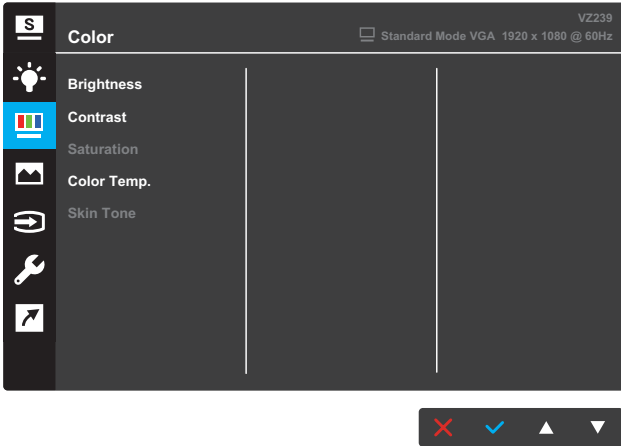 S
VZ239
Color
Standard Mode VGA 1920 x 1080 @ 60Hz
Brightness
Contrast
Saturation
Color Temp.
Skin Tone